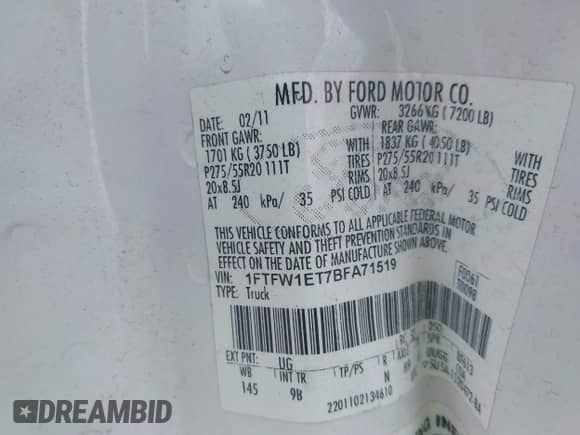 MFD. BY FORD MOTOR CO.
DATE: 02/11 GVWR: 3266 KG ( 7200 LB)
FRONT GAWR: REAR GAWR:
1701 KG ( 3750 LB) WITH 1837 KG ( 4050 LB) WITH
P275/55R20 111T TIRES P275/55R20 111T TIRES
20x8.5J RIMS 20x8.5J RIMS
AT 240 kPa/ 35 PSI COLD AT 240 kPa/ 35 PSI COLD
THIS VEHICLE CONFORMS TO ALL APPLICABLE FEDERAL MOTOR
VEHICLE SAFETY AND THEFT PREVENTION STANDARDS IN
EFFECT ON THE DATE OF MANUFACTURE SHOWN ABOVE.
VIN: 1FTFW1ET7BFA71519
TYPE: Truck
EXT PNT: UG
WB INT TR TP/PS R
145 9B N
2201102134610
DREAMBID
DREAMBID